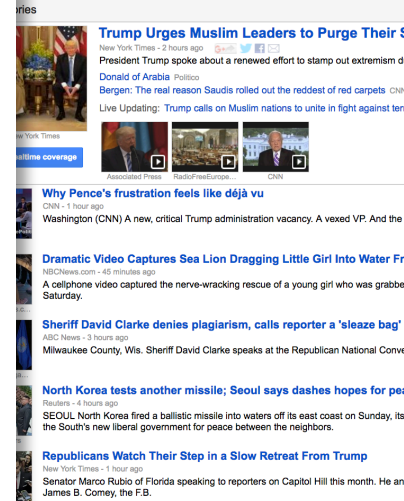 ories
Trump Urges Muslim Leaders to Purge Their S
New York Times - 2 hours ago
President Trump spoke about a renewed effort to stamp out extremism d
Donald of Arabia Politico
Bergen: The real reason Saudis rolled out the reddest of red carpets CNN
Live Updating: Trump calls on Muslim nations to unite in fight against ter
ew York Times
ealtime coverage
Associated Press
RadioFreeEurope...
CNN
Why Pence's frustration feels like déjà vu
CNN - 1 hour ago
Washington (CNN) A new, critical Trump administration vacancy. A vexed VP. And the
Dramatic Video Captures Sea Lion Dragging Little Girl Into Water Fr
NBCNews.com - 45 minutes ago
A cellphone video captured the nerve-wracking rescue of a young girl who was grabbe
Saturday.
Sheriff David Clarke denies plagiarism, calls reporter a 'sleaze bag'
ABC News - 3 hours ago
Milwaukee County, Wis. Sheriff David Clarke speaks at the Republican National Conve
North Korea tests another missile; Seoul says dashes hopes for pea
Reuters - 4 hours ago
SEOUL North Korea fired a ballistic missile into waters off its east coast on Sunday, its
the South's new liberal government for peace between the neighbors.
Republicans Watch Their Step in a Slow Retreat From Trump
New York Times - 1 hour ago
Senator Marco Rubio of Florida speaking to reporters on Capitol Hill this month. He an
James B. Comey, the F.B.